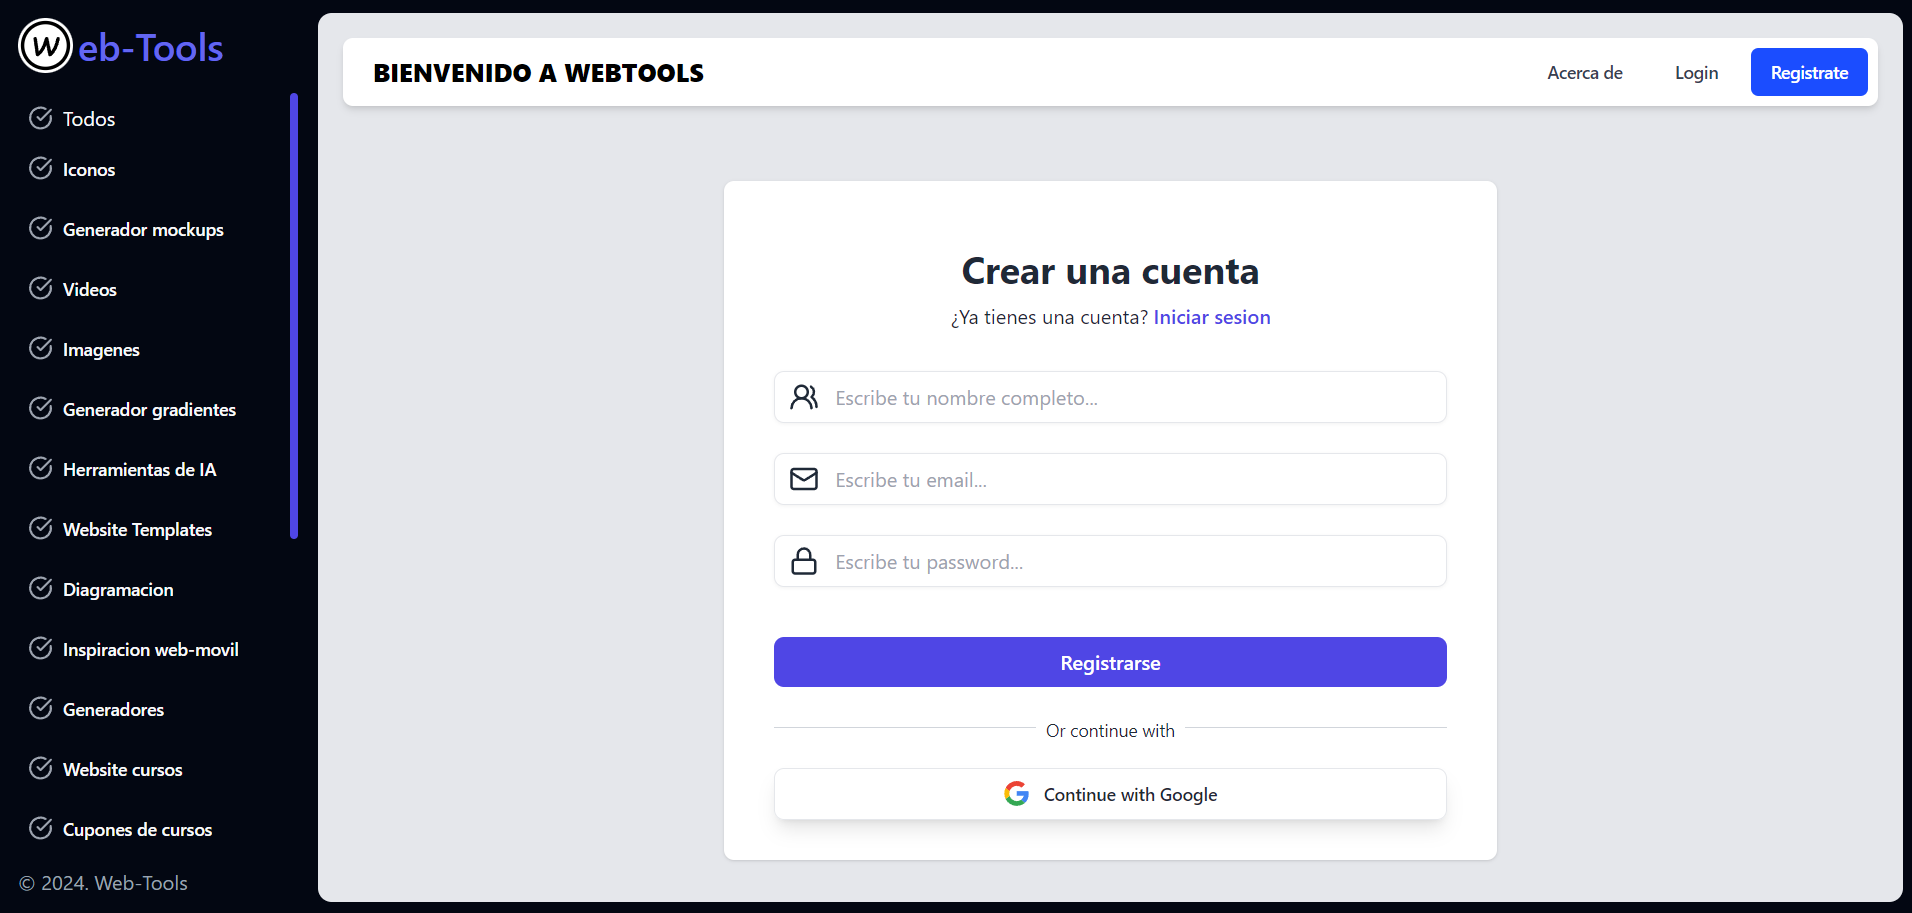 Web-Tools
Todos
Iconos
Generador mockups
Videos
Imagenes
Generador gradientes
Herramientas de IA
Website Templates
Diagramacion
Inspiracion web-movil
Generadores
Website cursos
Cupones de cursos
© 2024. Web-Tools
BIENVENIDO A WEBTOOLS
Acerca de
Login
Registrate
Crear una cuenta
¿Ya tienes una cuenta? Iniciar sesion
Escribe tu nombre completo...
Escribe tu email...
Escribe tu password...
Registrarse
Or continue with
Continue with Google